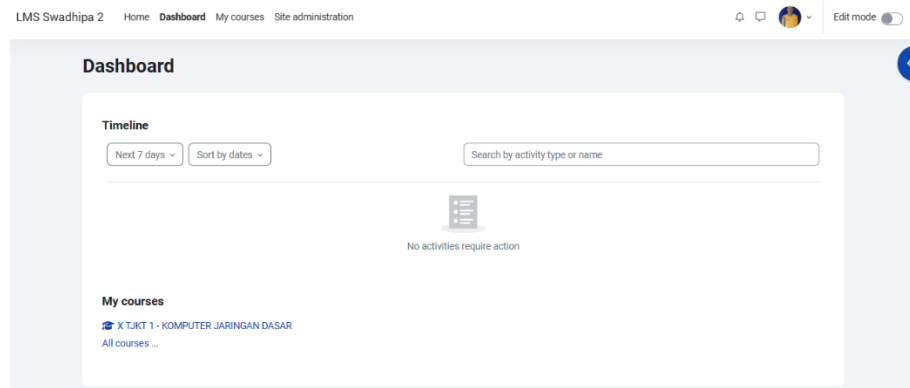 LMS Swadhipa 2 Home Dashboard My courses Site administration Edit mode
Dashboard
Timeline
Next 7 days Sort by dates Search by activity type or name
No activities require action
My courses
X TJKT 1 - KOMPUTER JARINGAN DASAR
All courses ...